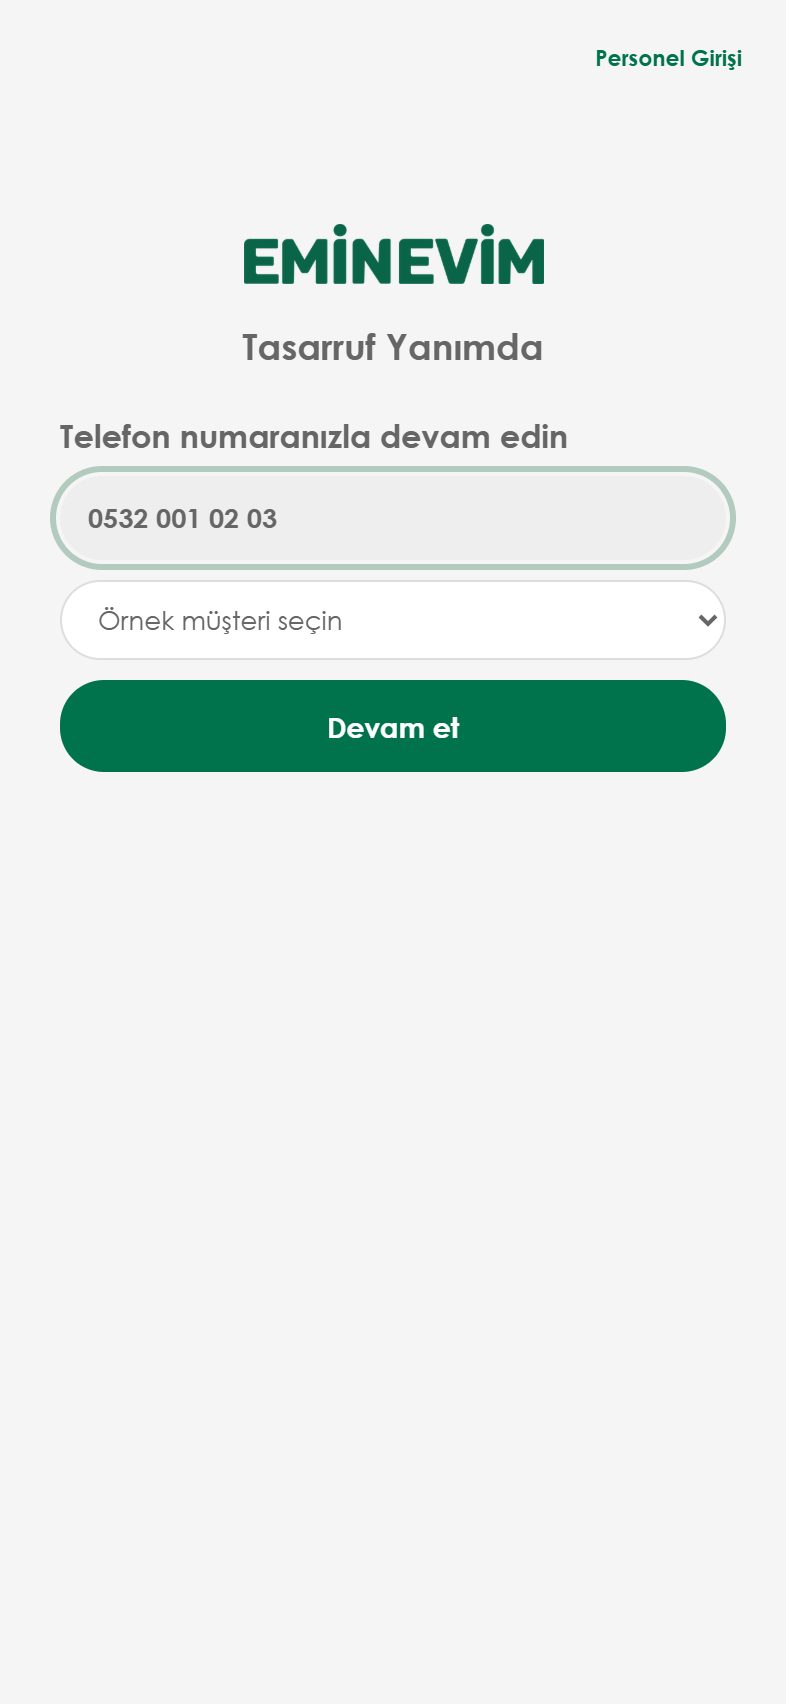 Personel Girişi
EMİNEVİM
Tasarruf Yanımda
Telefon numaranızla devam edin
0532 001 02 03
Örnek müşteri seçin
Devam et